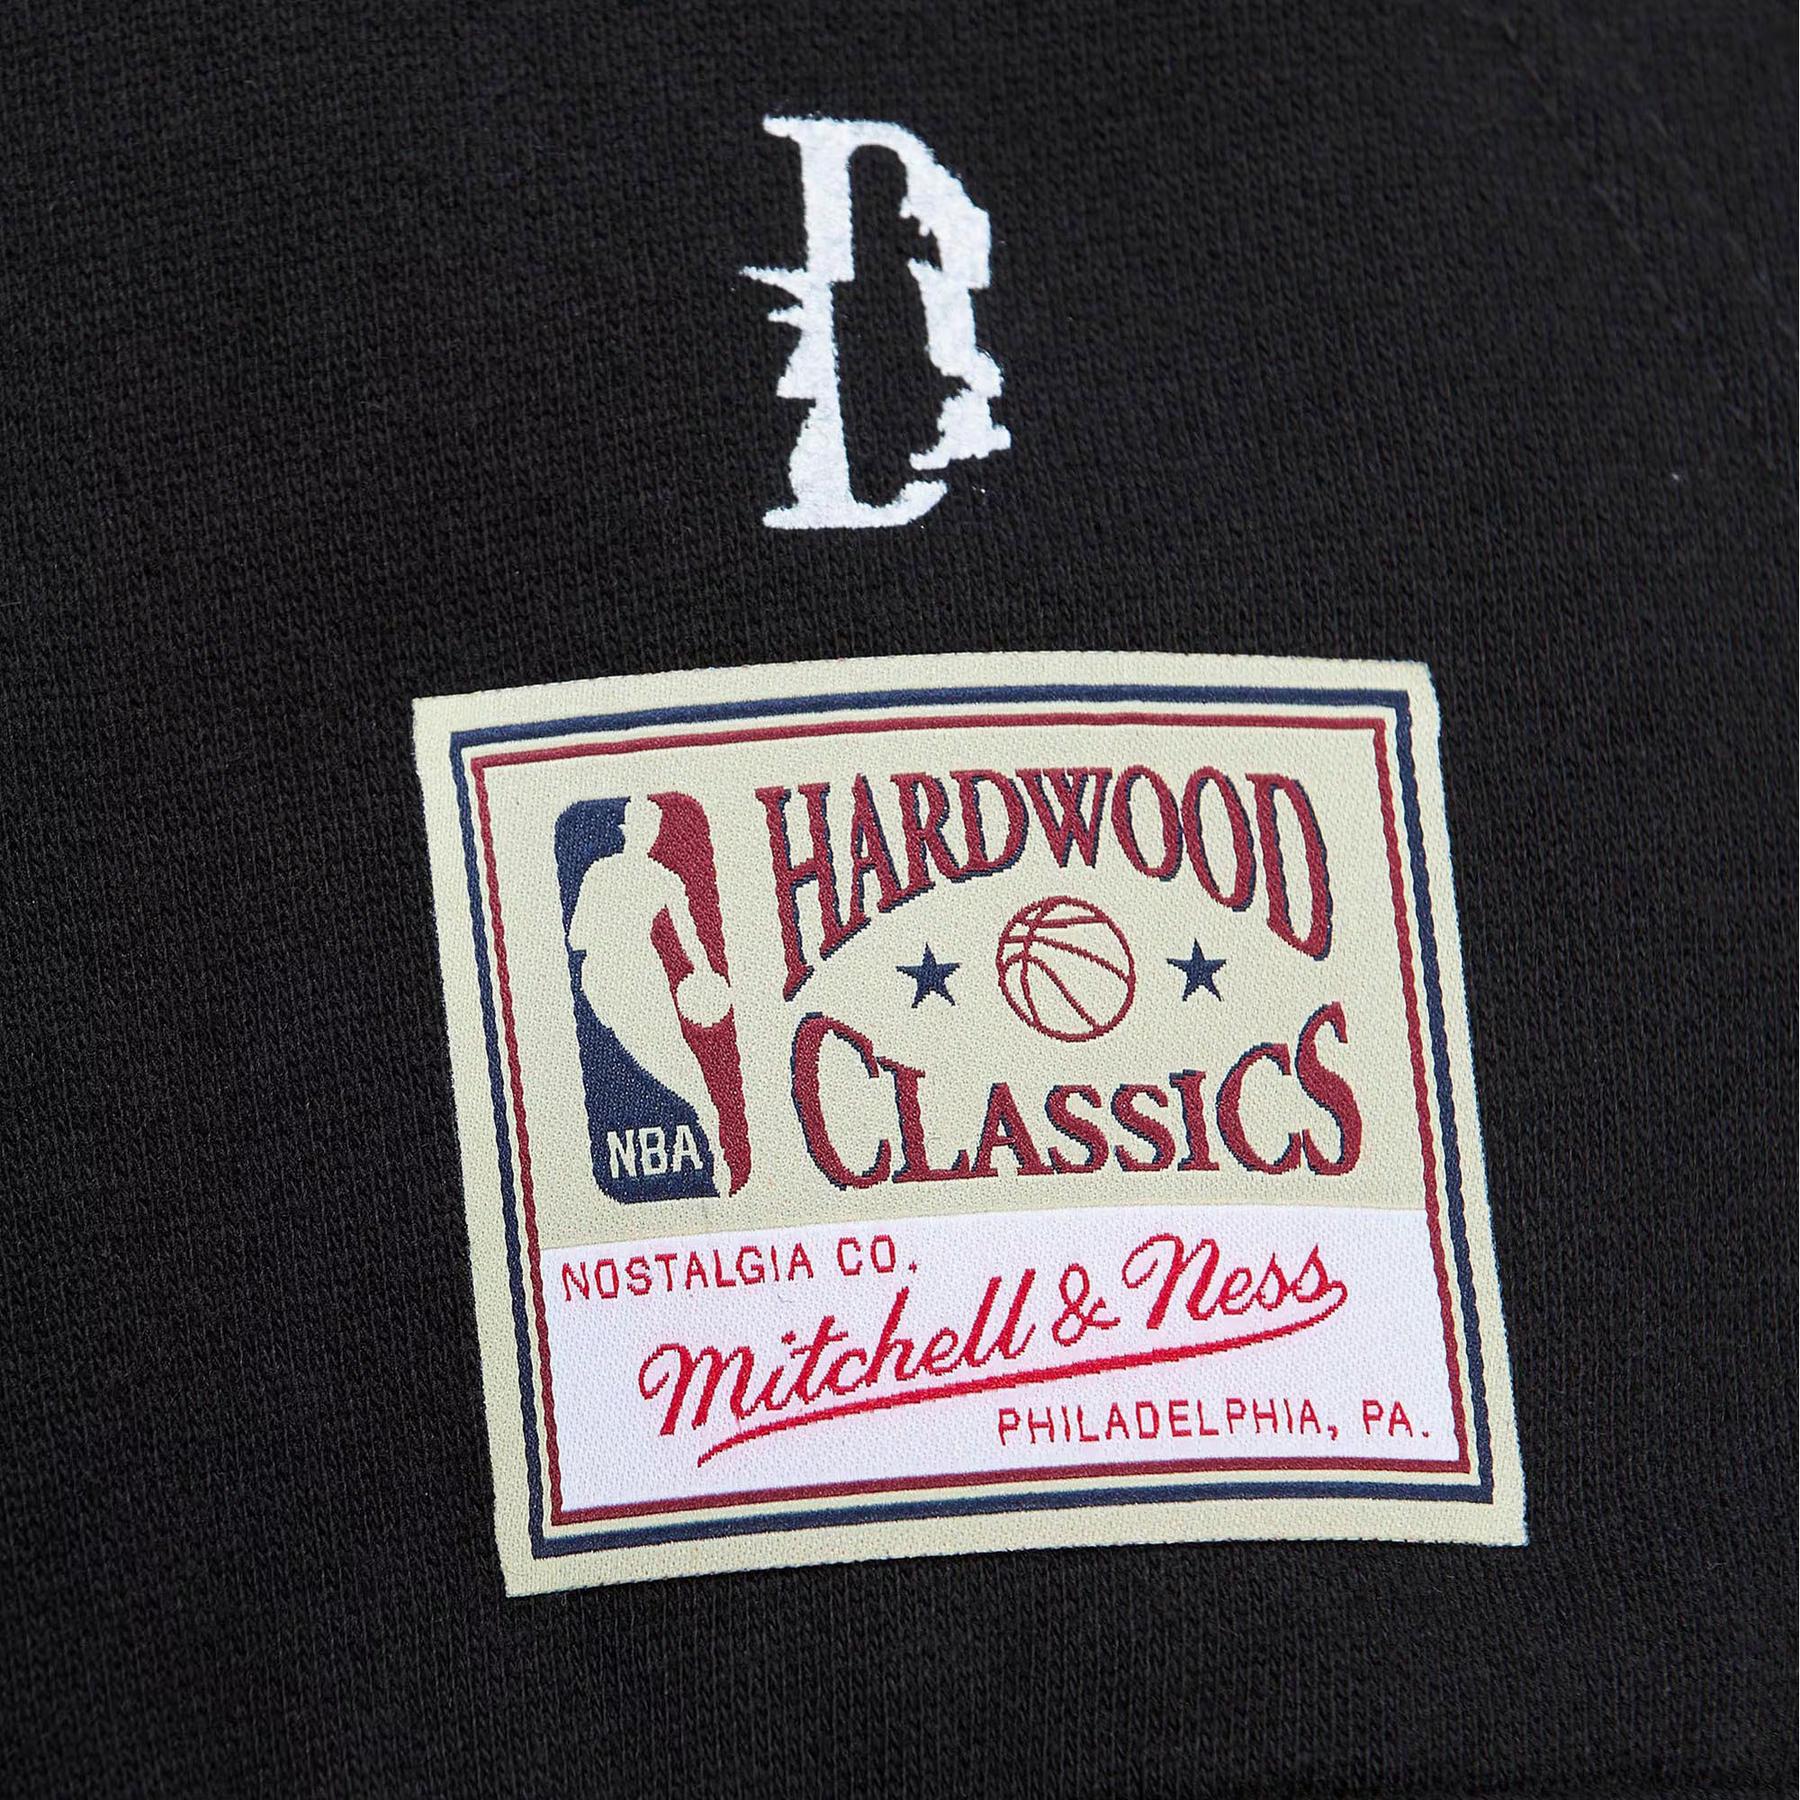 D
HARDWOOD
CLASSICS
NBA
NOSTALGIA CO.
Mitchell & Ness
PHILADELPHIA, PA.